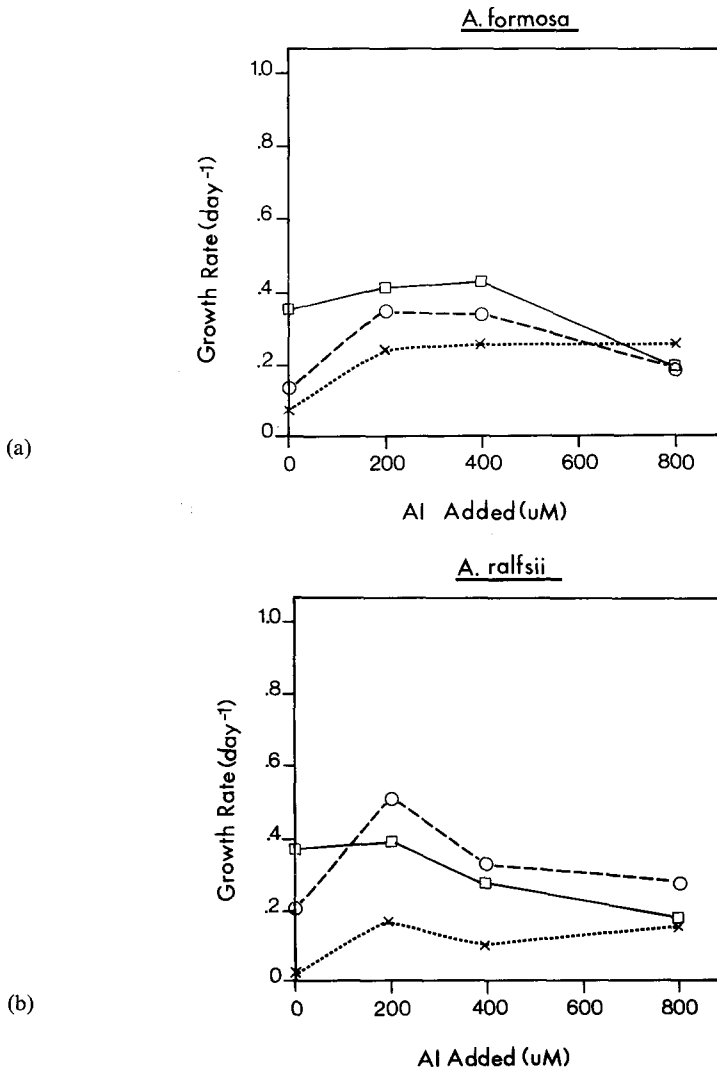 A. formosa
1.0
.8
.6
.4
.2
0
Growth Rate (day -1)
0 200 400 600 800
Al Added (uM)
(a)
A. ralfsii
1.0
.8
.6
.4
.2
0
Growth Rate (day -1)
0 200 400 600 800
Al Added (uM)
(b)